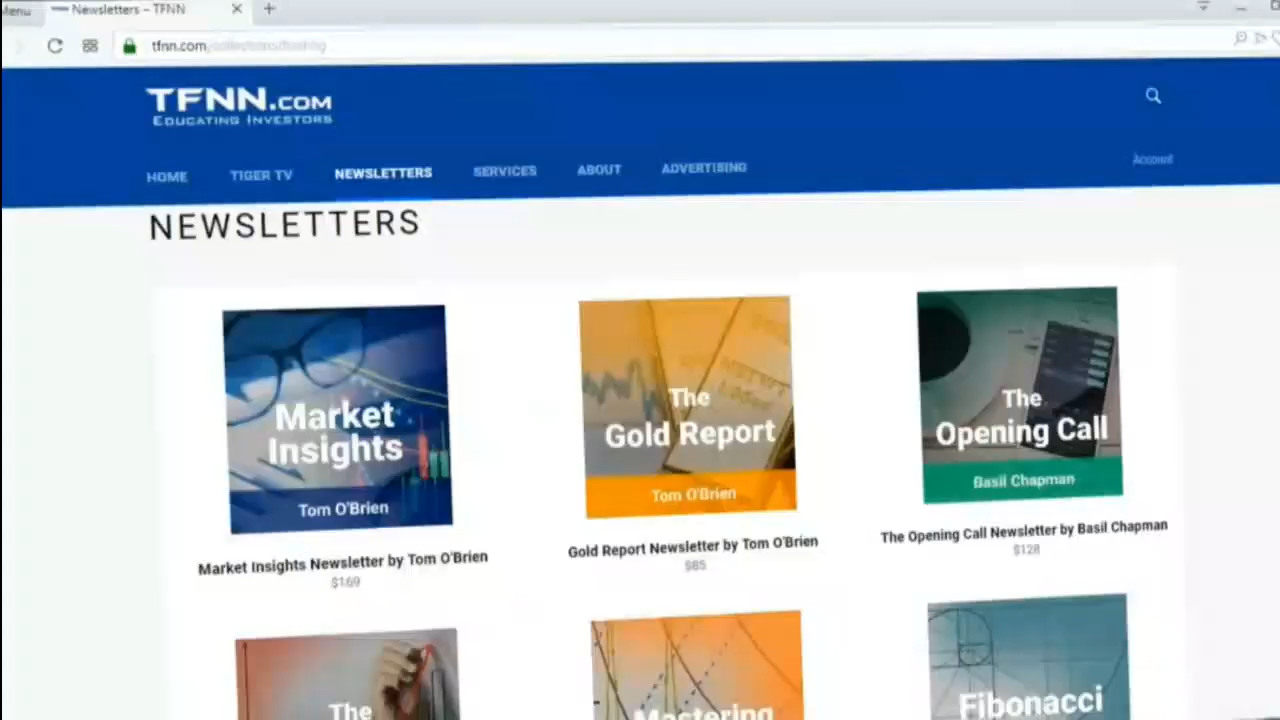 Menu
Newsletters – TFNN
tfnn.com
TFNN.COM
EDUCATING INVESTORS
Account
HOME
TIGER TV
NEWSLETTERS
SERVICES
ABOUT
ADVERTISING
NEWSLETTERS
Market
Insights
Tom O'Brien
Market Insights Newsletter by Tom O'Brien
$169
The
Gold Report
Tom O'Brien
Gold Report Newsletter by Tom O'Brien
$85
The
Opening Call
Basil Chapman
The Opening Call Newsletter by Basil Chapman
$128
The
Mastering
Fibonacci